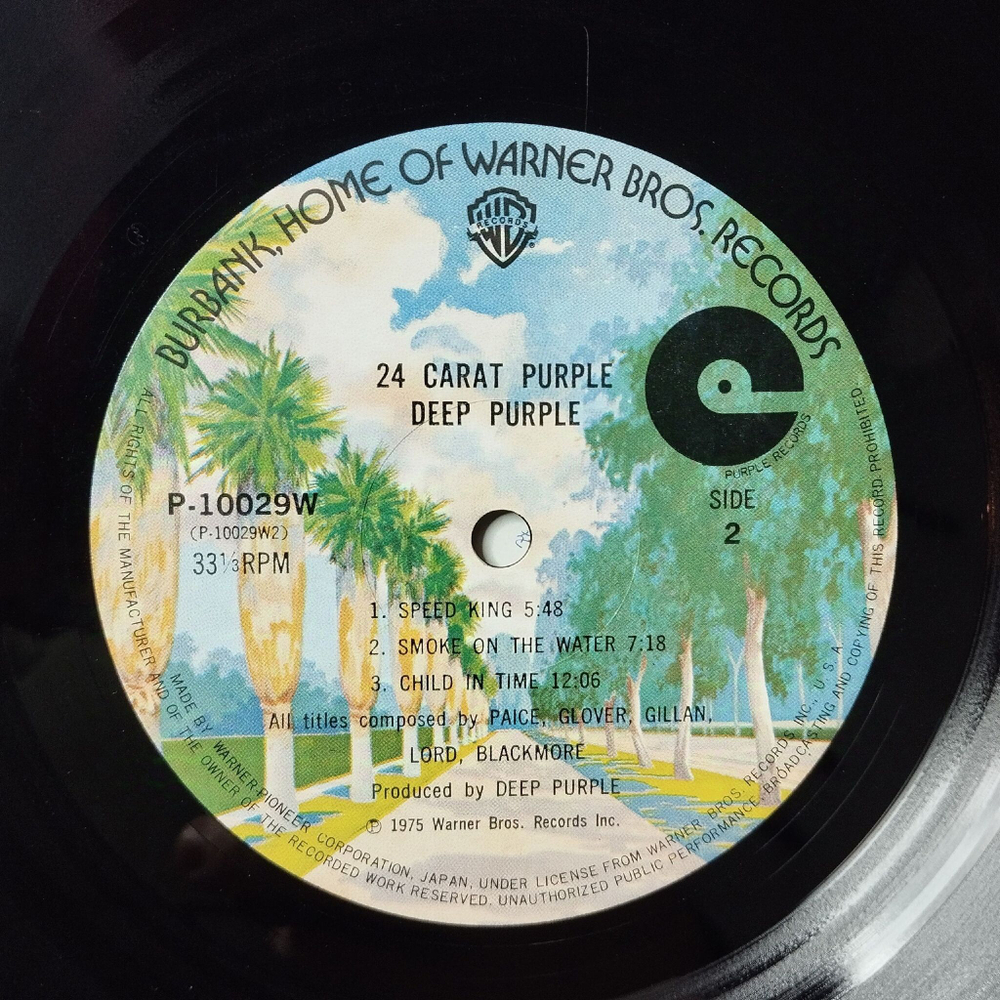 BURBANK, HOME OF WARNER BROS. RECORDS
RECORDS
24 CARAT PURPLE
DEEP PURPLE
PURPLE RECORDS
P-10029W
(P-10029W2)
33⅓RPM
SIDE
2
1. SPEED KING 5:48
2. SMOKE ON THE WATER 7:18
3. CHILD IN TIME 12:06
All titles composed by PAICE, GLOVER, GILLAN,
LORD, BLACKMORE
Produced by DEEP PURPLE
Ⓟ 1975 Warner Bros. Records Inc.
MADE BY WARNER-PIONEER CORPORATION, JAPAN, UNDER LICENSE FROM WARNER BROS. RECORDS INC., U.S.A.
ALL RIGHTS OF THE MANUFACTURER AND OF THE OWNER OF THE RECORDED WORK RESERVED. UNAUTHORIZED PUBLIC PERFORMANCE, BROADCASTING AND COPYING OF THIS RECORD PROHIBITED